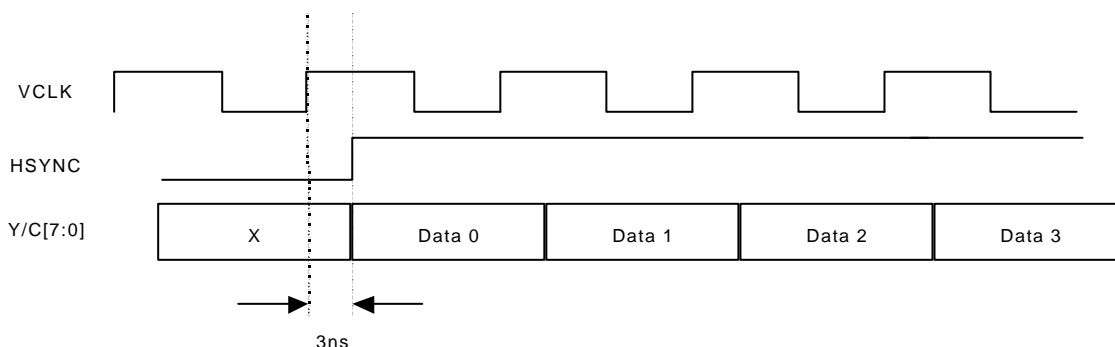 VCLK
HSYNC
Y/C[7:0]
X Data 0 Data 1 Data 2 Data 3
3ns